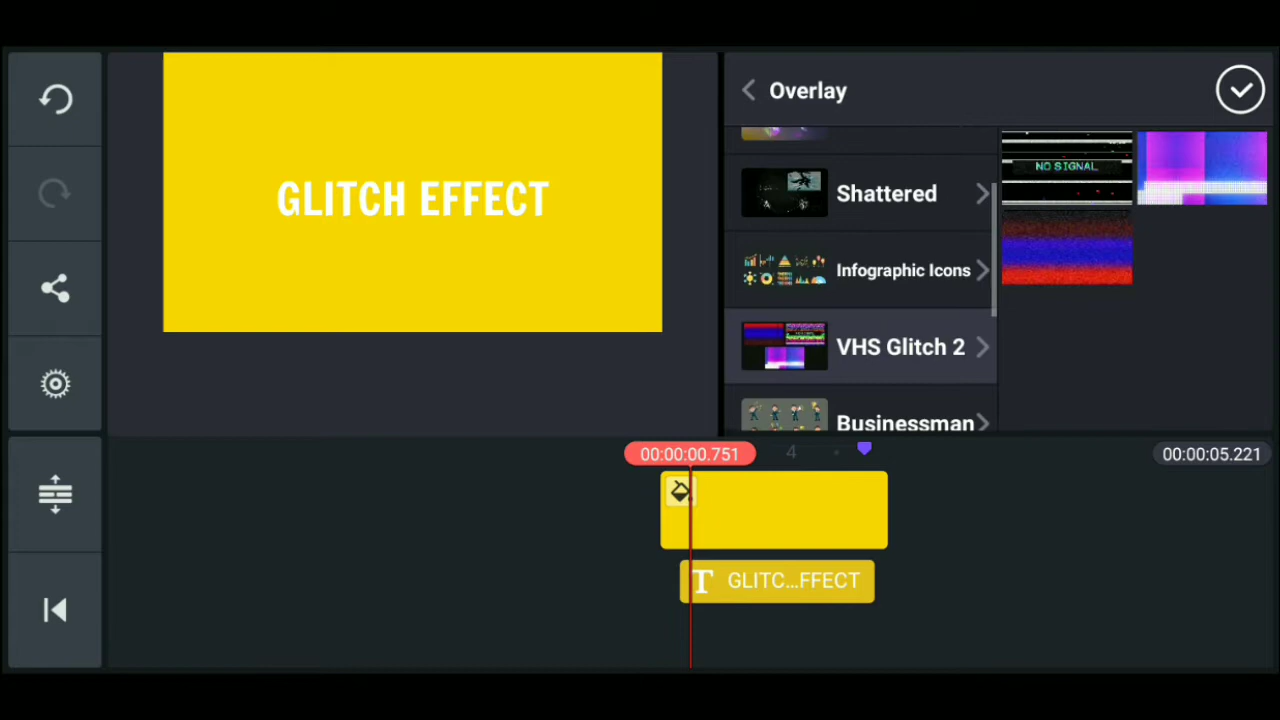 GLITCH EFFECT
Overlay
Shattered
Infographic Icons
VHS Glitch 2
Businessman
NO SIGNAL
00:00:00.751
4
00:00:05.221
T GLITC...FFECT